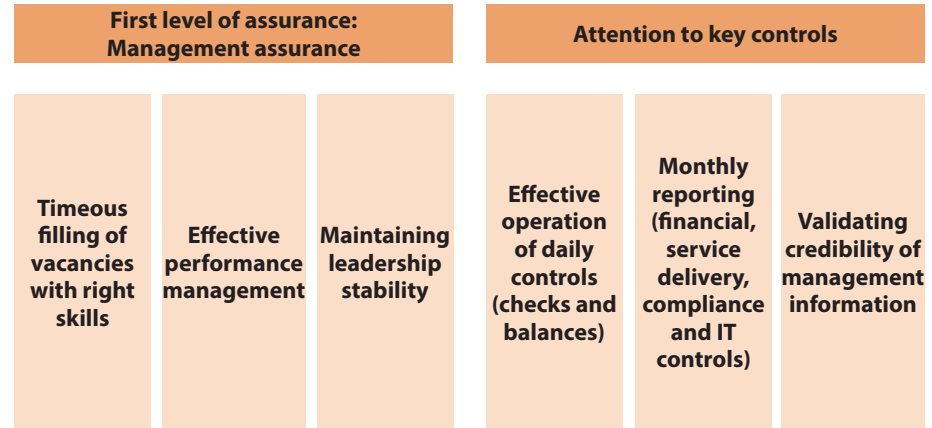 First level of assurance:
Management assurance
Attention to key controls
Timeous
filling of
vacancies
with right
skills
Effective
performance
management
Maintaining
leadership
stability
Effective
operation
of daily
controls
(checks and
balances)
Monthly
reporting
(financial,
service
delivery,
compliance
and IT
controls)
Validating
credibility of
management
information